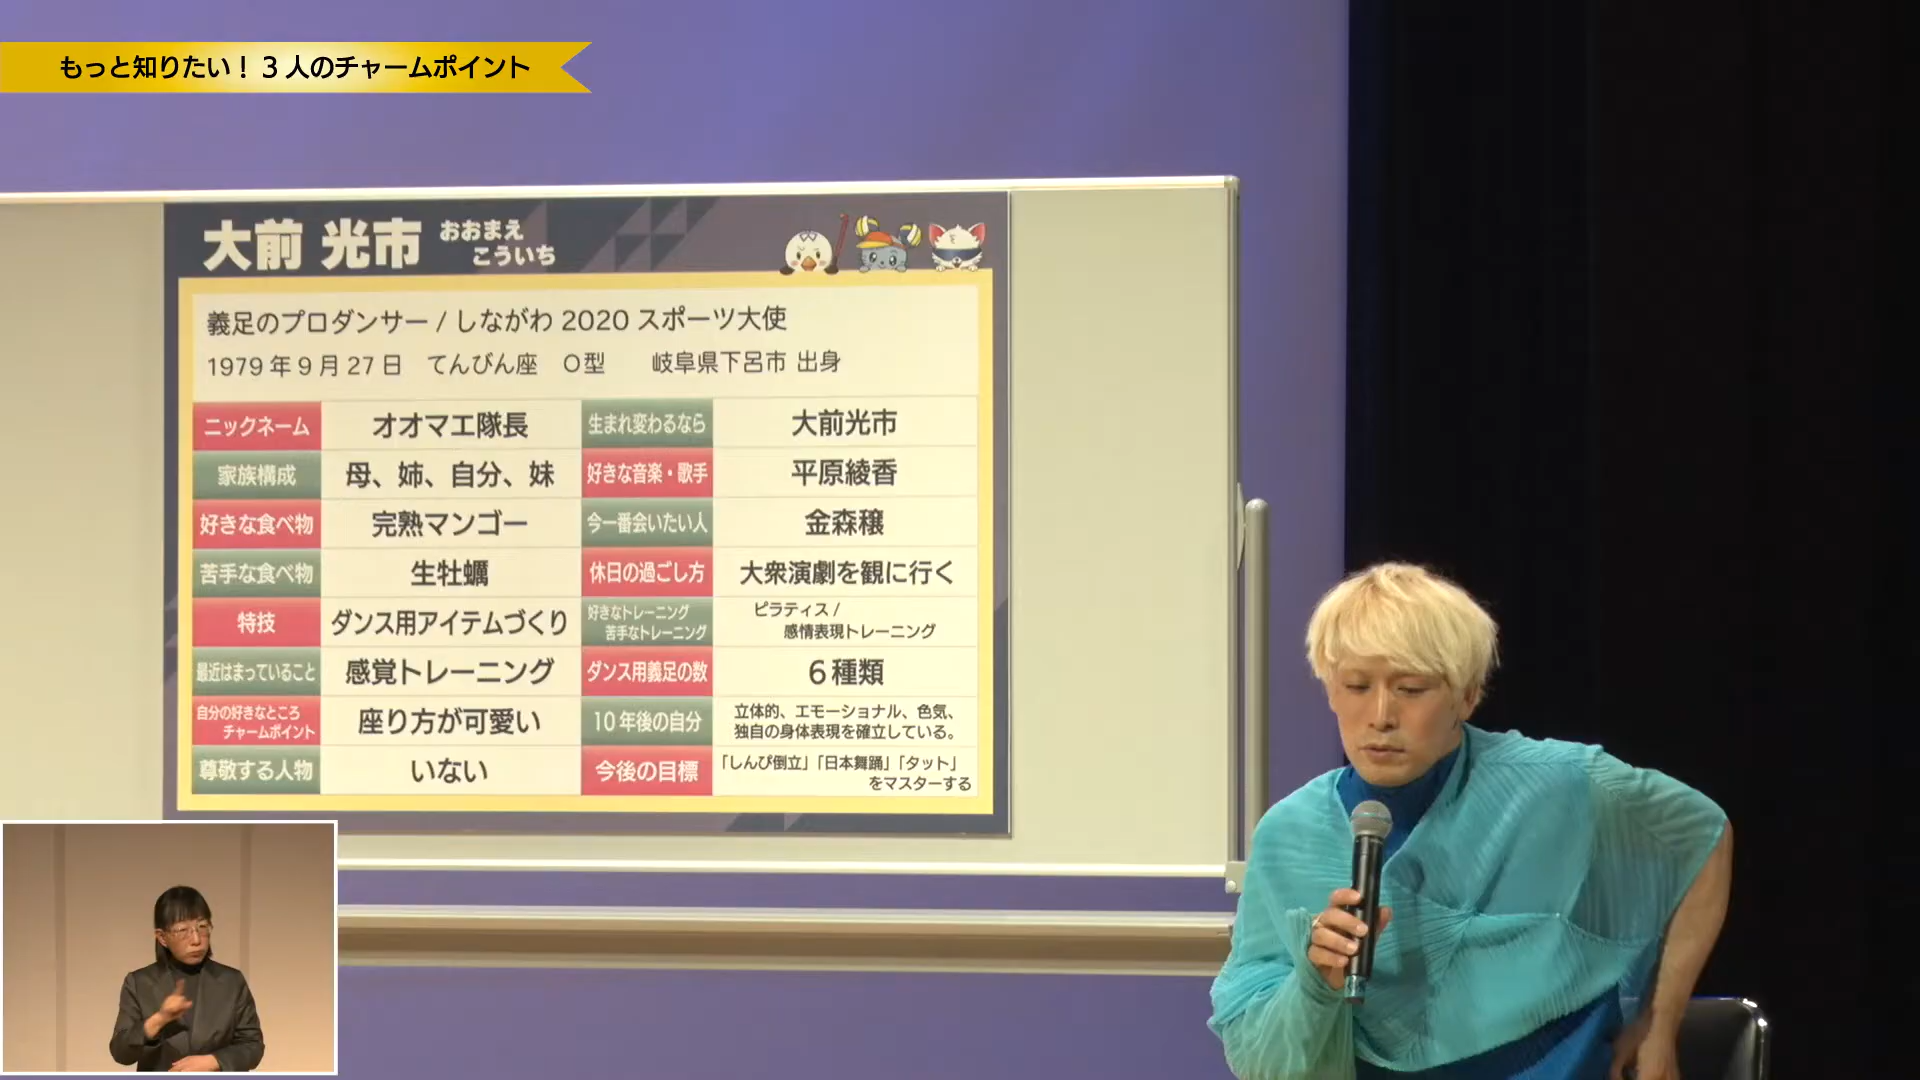 もっと知りたい！３人のチャームポイント
大前 光市 おおまえ こういち
義足のプロダンサー / しながわ 2020 スポーツ大使
1979年9月27日 てんびん座 O型 岐阜県下呂市 出身
ニックネーム オオマエ隊長 生まれ変わるなら 大前光市
家族構成 母、姉、自分、妹 好きな音楽・歌手 平原綾香
好きな食べ物 完熟マンゴー 今一番会いたい人 金森穣
苦手な食べ物 生牡蠣 休日の過ごし方 大衆演劇を観に行く
特技 ダンス用アイテムづくり 好きなトレーニング 苦手なトレーニング ピラティス / 感情表現トレーニング
最近はまっていること 感覚トレーニング ダンス用義足の数 6種類
自分の好きなところ チャームポイント 座り方が可愛い 10年後の自分 立体的、エモーショナル、色気、独自の身体表現を確立している。
尊敬する人物 いない 今後の目標 「しんぴ倒立」「日本舞踊」「タット」をマスターする